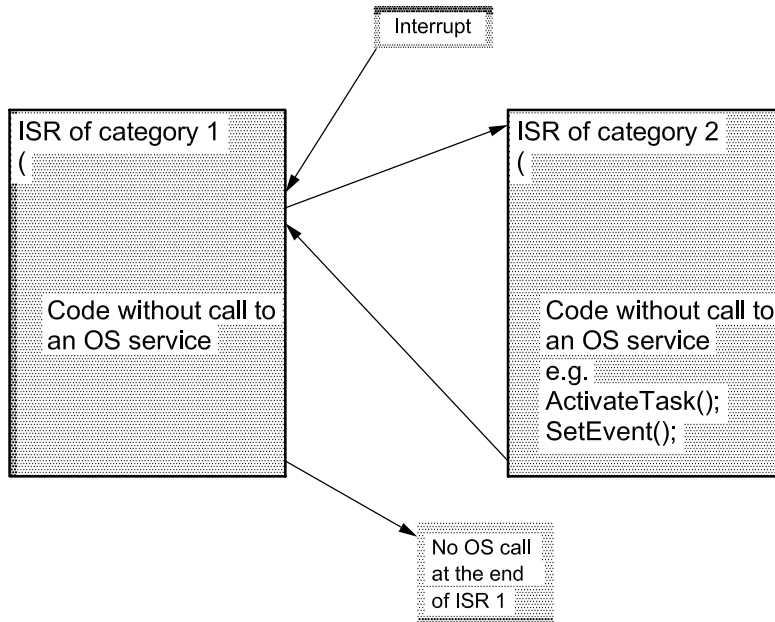 Interrupt
ISR of category 1
(
Code without call to
an OS service
ISR of category 2
(
Code without call to
an OS service
e.g.
ActivateTask();
SetEvent();
No OS call
at the end
of ISR 1